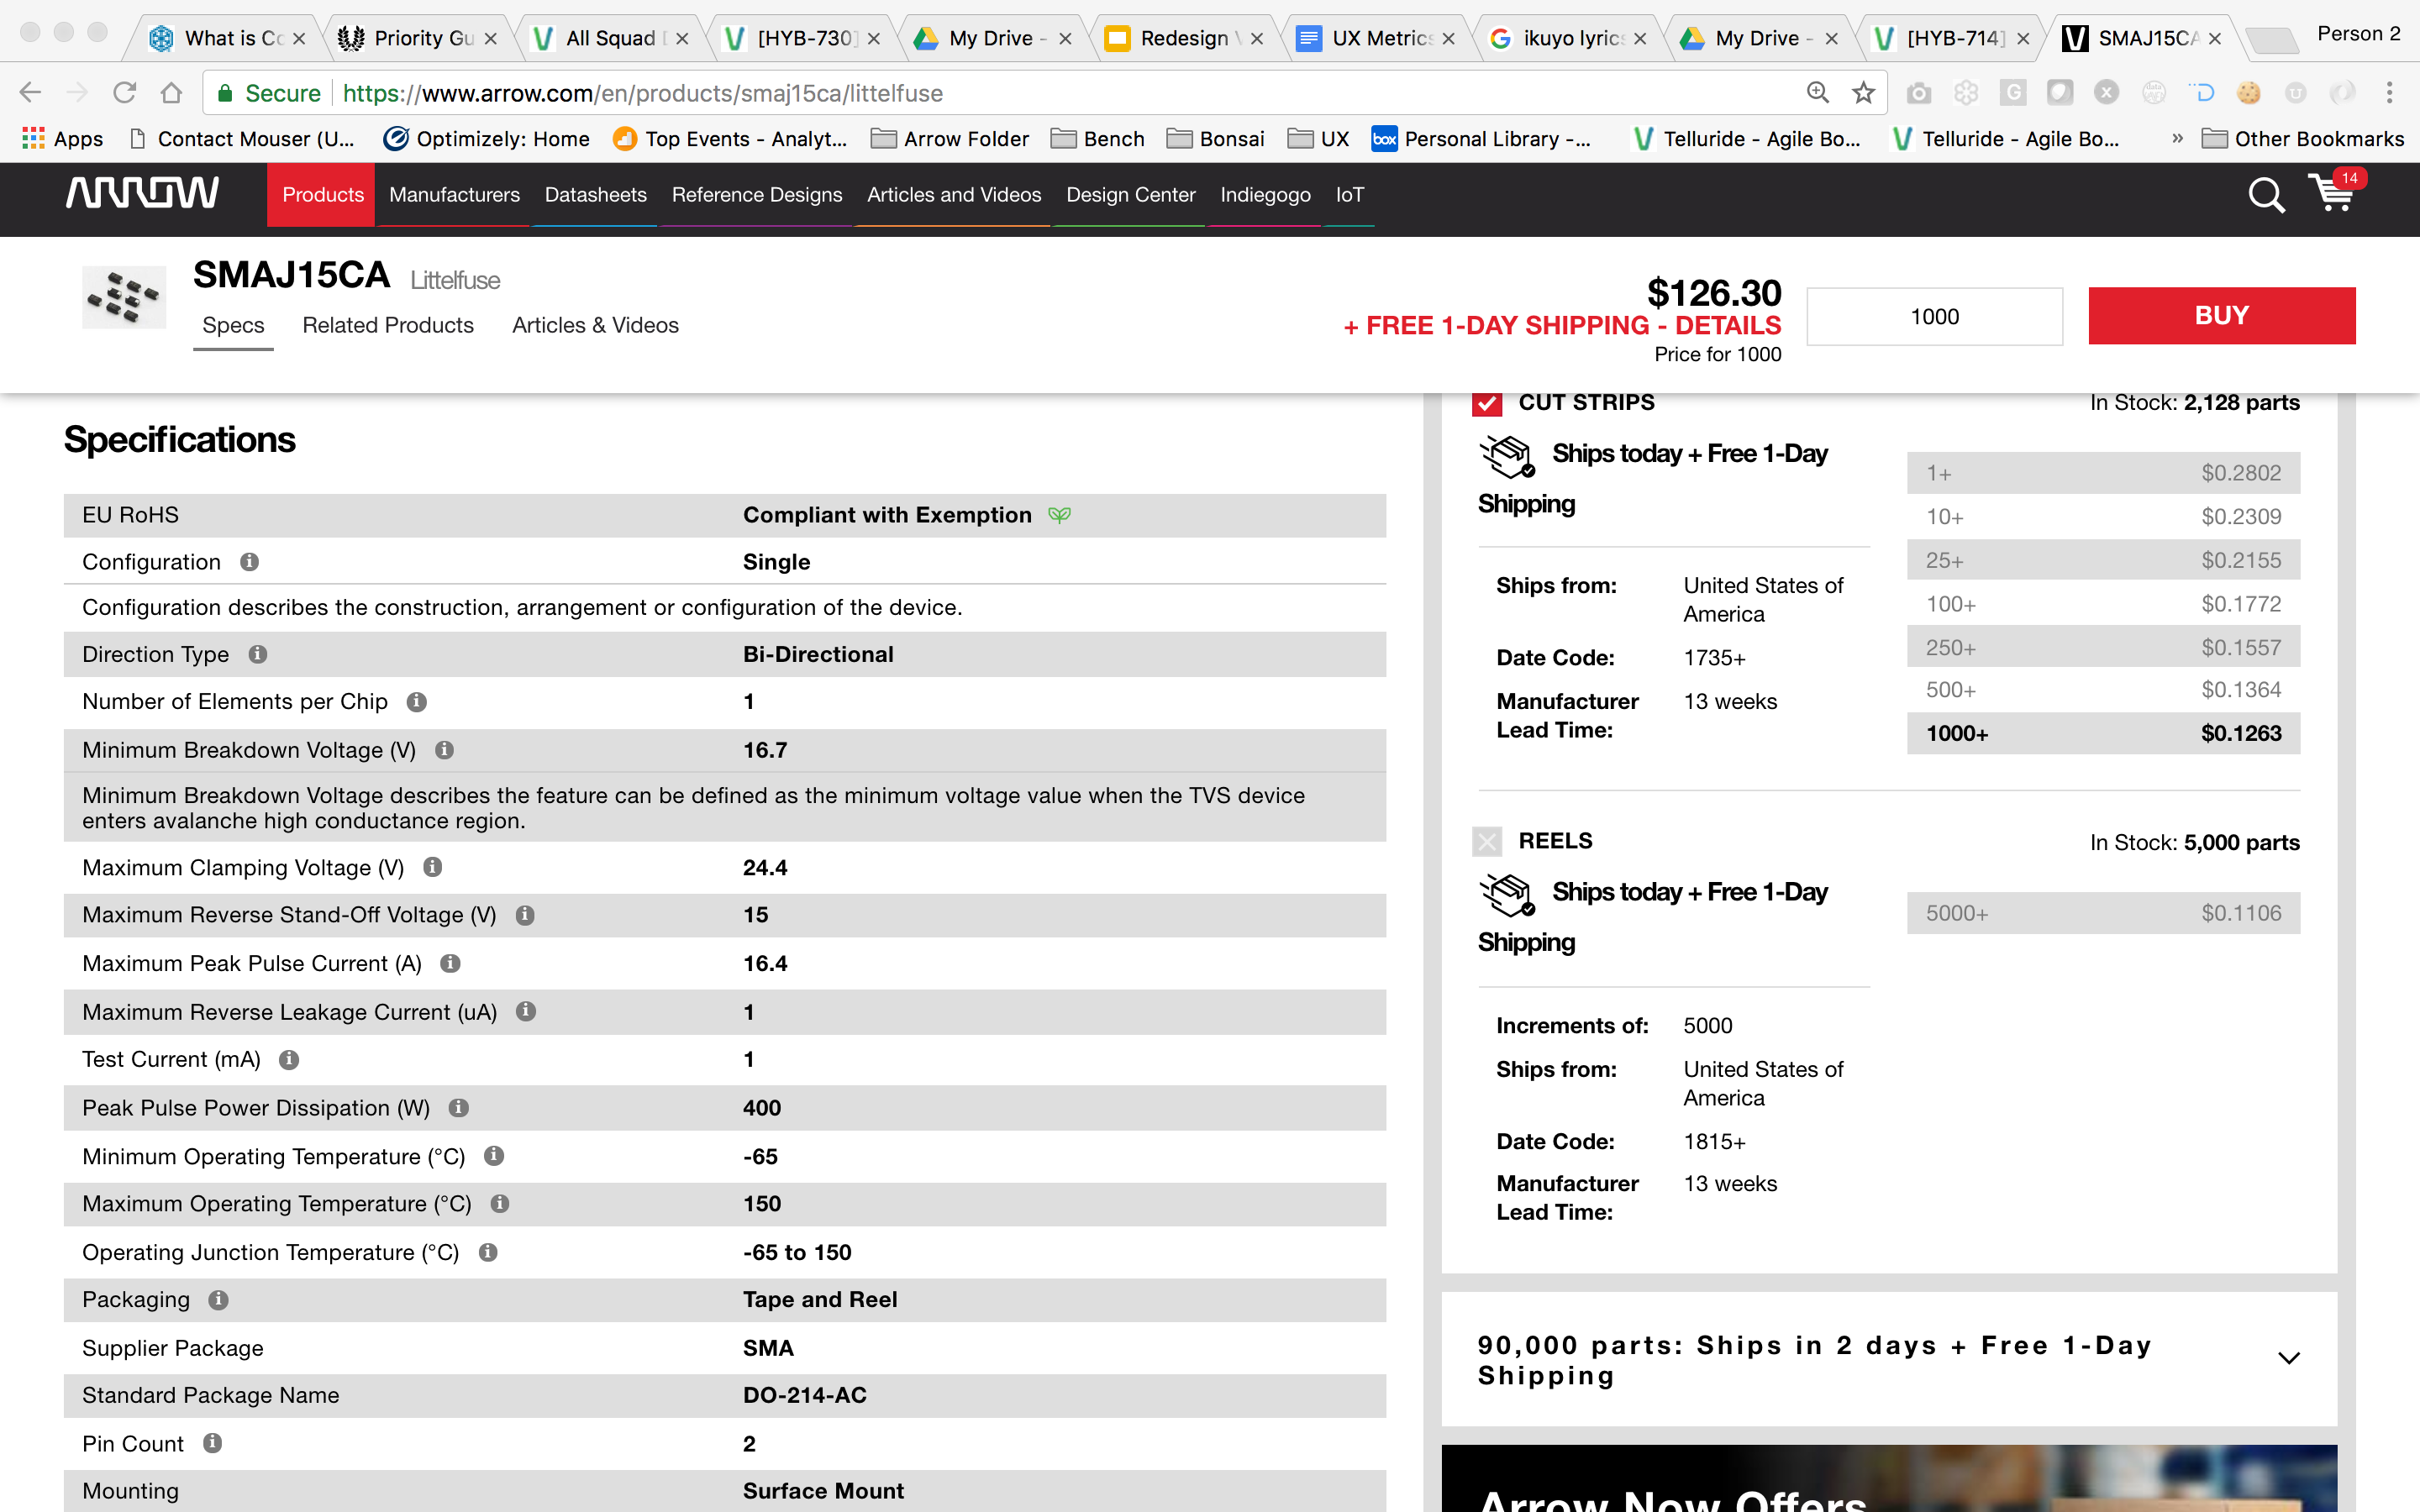 What is Co
Priority Gu
All Squad
[HYB-730]
My Drive -
Redesign
UX Metrics
ikuyo lyrics
My Drive -
[HYB-714]
SMAJ15CA
Person 2
Secure
https://www.arrow.com/en/products/smaj15ca/littelfuse
Apps
Contact Mouser (U...
Optimizely: Home
Top Events - Analyt...
Arrow Folder
Bench
Bonsai
UX
box
Personal Library -...
Telluride - Agile Bo...
Telluride - Agile Bo...
»
Other Bookmarks
ARROW
Products
Manufacturers
Datasheets
Reference Designs
Articles and Videos
Design Center
Indiegogo
IoT
14
SMAJ15CA Littelfuse
Specs
Related Products
Articles & Videos
$126.30
+ FREE 1-DAY SHIPPING - DETAILS
Price for 1000
1000
BUY
Specifications
EU RoHS Compliant with Exemption
Configuration Single
Configuration describes the construction, arrangement or configuration of the device.
Direction Type Bi-Directional
Number of Elements per Chip 1
Minimum Breakdown Voltage (V) 16.7
Minimum Breakdown Voltage describes the feature can be defined as the minimum voltage value when the TVS device
enters avalanche high conductance region.
Maximum Clamping Voltage (V) 24.4
Maximum Reverse Stand-Off Voltage (V) 15
Maximum Peak Pulse Current (A) 16.4
Maximum Reverse Leakage Current (uA) 1
Test Current (mA) 1
Peak Pulse Power Dissipation (W) 400
Minimum Operating Temperature (°C) -65
Maximum Operating Temperature (°C) 150
Operating Junction Temperature (°C) -65 to 150
Packaging Tape and Reel
Supplier Package SMA
Standard Package Name DO-214-AC
Pin Count 2
Mounting Surface Mount
CUT STRIPS
In Stock: 2,128 parts
Ships today + Free 1-Day
Shipping
Ships from: United States of
America
Date Code: 1735+
Manufacturer 13 weeks
Lead Time:
1+ $0.2802
10+ $0.2309
25+ $0.2155
100+ $0.1772
250+ $0.1557
500+ $0.1364
1000+ $0.1263
REELS
In Stock: 5,000 parts
Ships today + Free 1-Day
Shipping
5000+ $0.1106
Increments of: 5000
Ships from: United States of
America
Date Code: 1815+
Manufacturer 13 weeks
Lead Time:
90,000 parts: Ships in 2 days + Free 1-Day
Shipping
Arrow Now Offers